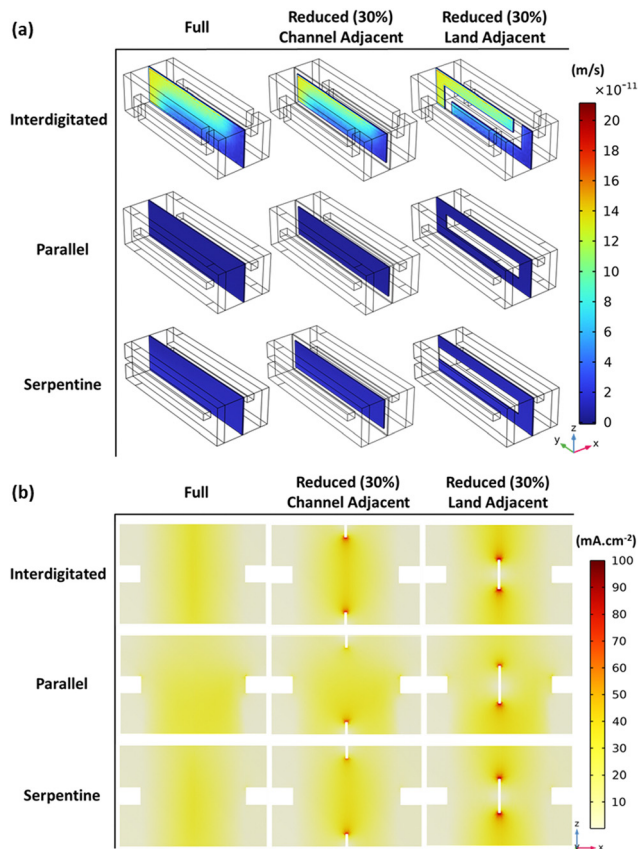 (a)
Full
Reduced (30%)
Channel Adjacent
Reduced (30%)
Land Adjacent
(m/s)
×10⁻¹¹
Interdigitated
Parallel
Serpentine
20
18
16
14
12
10
8
6
4
2
0
z
y
x
(b)
Full
Reduced (30%)
Channel Adjacent
Reduced (30%)
Land Adjacent
(mA.cm⁻²)
Interdigitated
Parallel
Serpentine
100
90
80
70
60
50
40
30
20
10
z
x